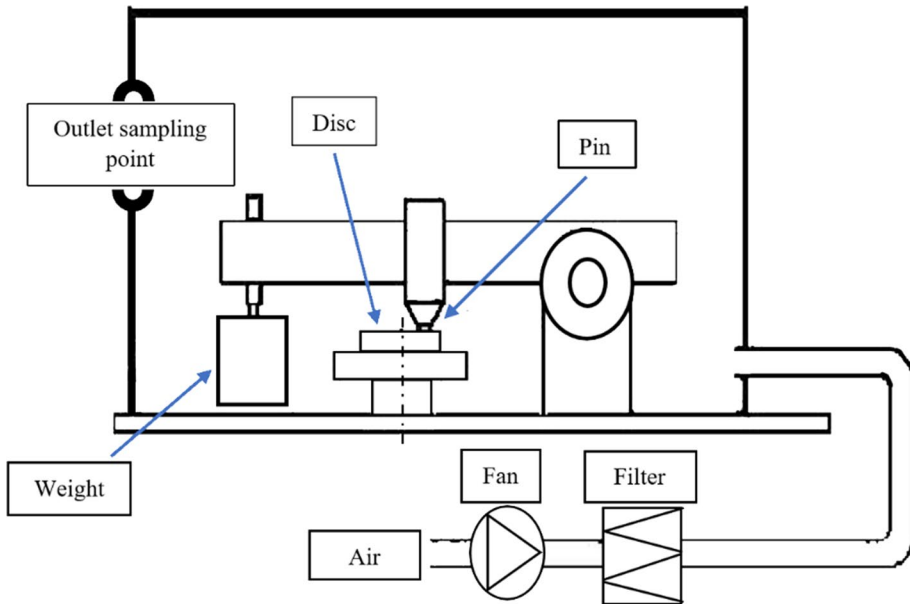 Outlet sampling
point
Disc
Pin
Weight
Fan
Filter
Air